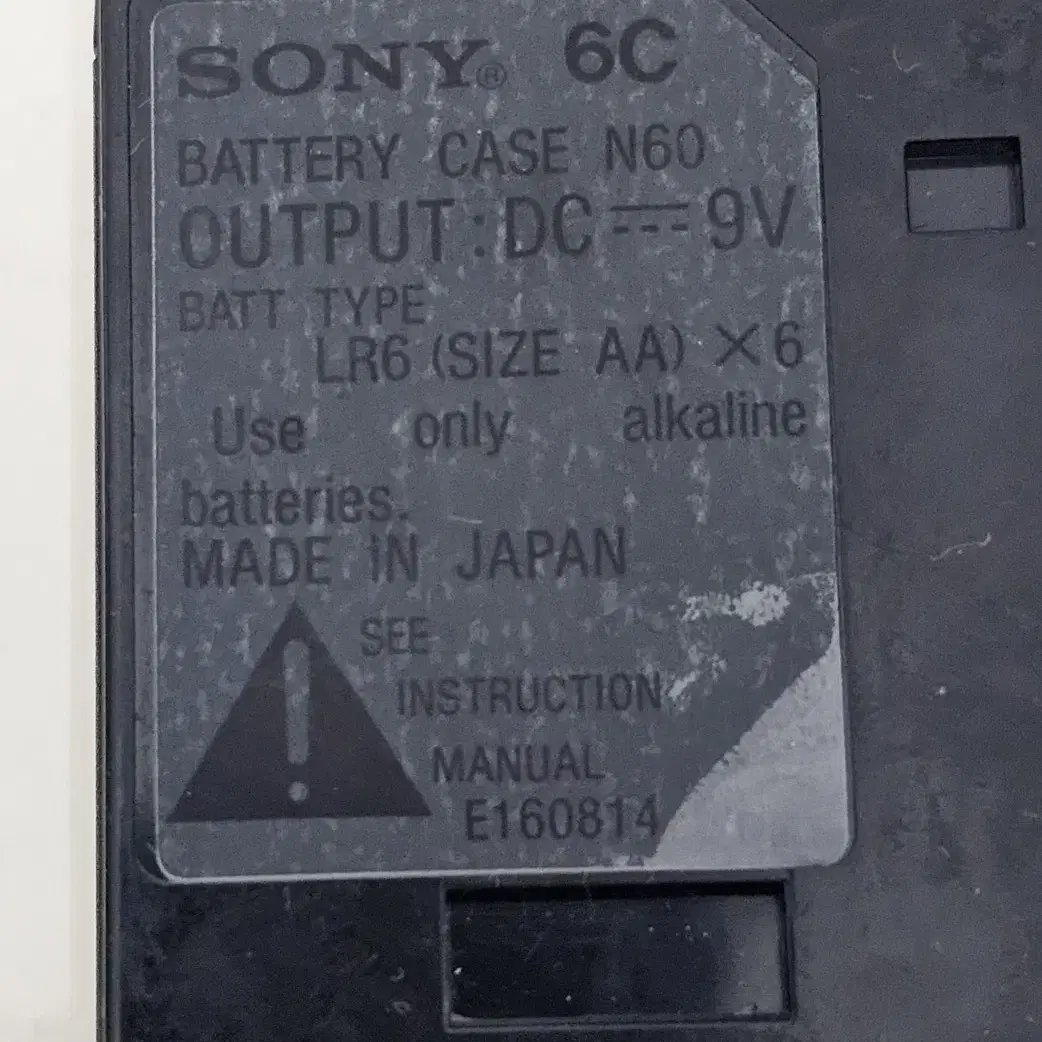 SONY® 6C
BATTERY CASE N60
OUTPUT : DC ⎓ 9V
BATT TYPE
LR6 (SIZE AA) ×6
Use only alkaline
batteries.
MADE IN JAPAN
SEE
INSTRUCTION
MANUAL
E160814